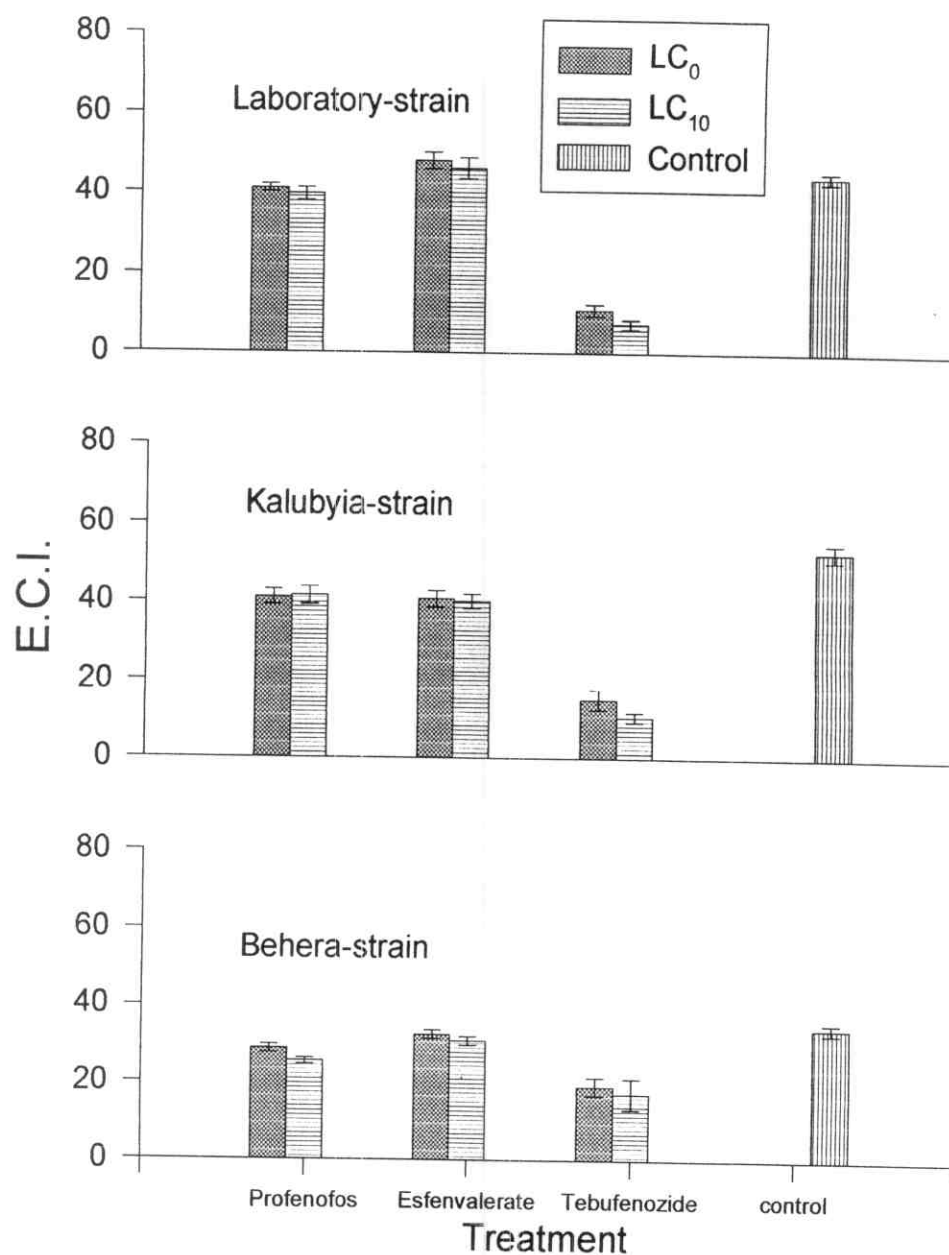 80
60
40
20
0
Laboratory-strain
LC0
LC10
Control
80
60
40
20
0
Kalubyia-strain
E.C.I.
80
60
40
20
0
Behera-strain
Profenofos Esfenvalerate Tebufenozide control
Treatment